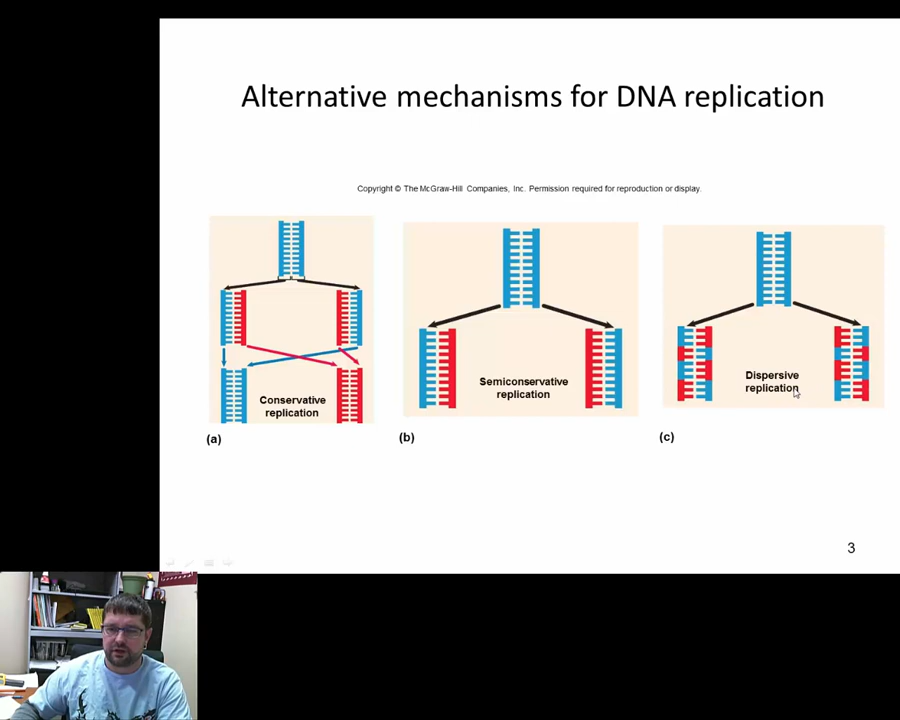 Alternative mechanisms for DNA replication
Copyright © The McGraw-Hill Companies, Inc. Permission required for reproduction or display.
Conservative
replication
(a)
Semiconservative
replication
(b)
Dispersive
replication
(c)
3